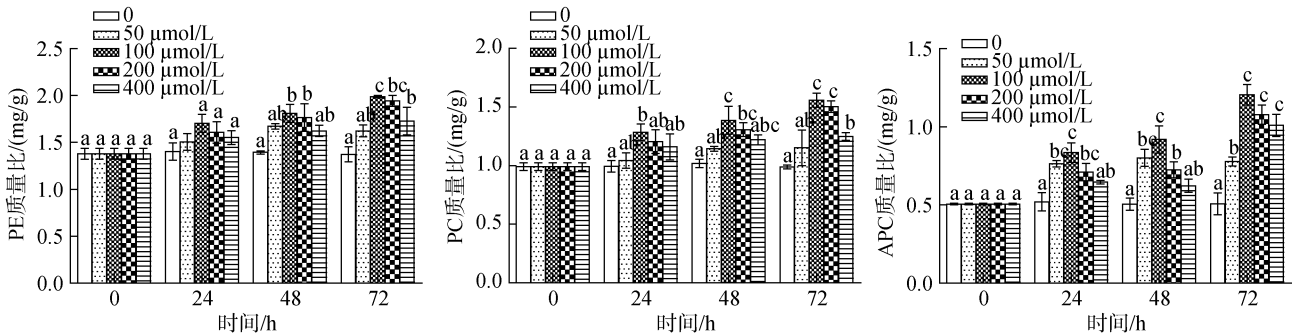 0
50 μmol/L
100 μmol/L
200 μmol/L
400 μmol/L
2.5
2.0
1.5
1.0
0.5
0.0
PE质量比/(mg/g)
a a a a a
a a a a a
a ab b b ab
a ab c bc b
0 24 48 72
时间/h
0
50 μmol/L
100 μmol/L
200 μmol/L
400 μmol/L
2.0
1.5
1.0
0.5
0.0
PC质量比/(mg/g)
a a a a a
a ab b ab ab
a ab c bc abc
a ab c c b
0 24 48 72
时间/h
0
50 μmol/L
100 μmol/L
200 μmol/L
400 μmol/L
1.5
1.0
0.5
0.0
APC质量比/(mg/g)
a a a a a
a bc c bc ab
a bc c b ab
a b c c c
0 24 48 72
时间/h